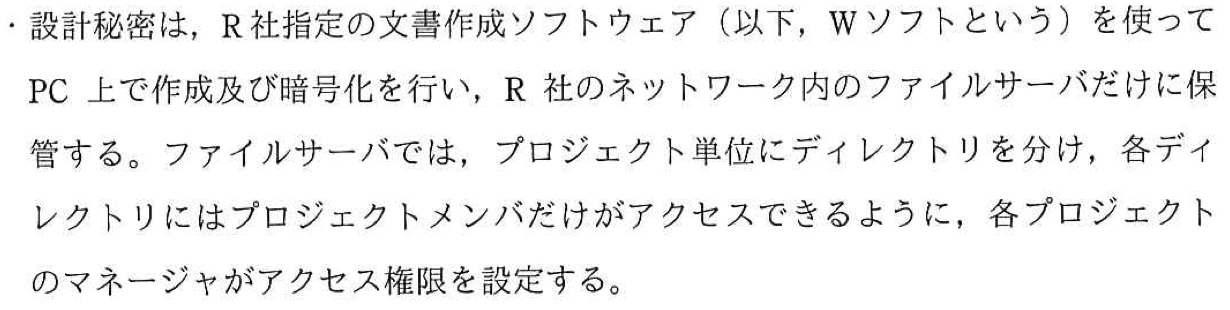 ・設計秘密は，R社指定の文書作成ソフトウェア（以下，Wソフトという）を使って
PC 上で作成及び暗号化を行い，R 社のネットワーク内のファイルサーバだけに保
管する。ファイルサーバでは，プロジェクト単位にディレクトリを分け，各ディ
レクトリにはプロジェクトメンバだけがアクセスできるように，各プロジェクト
のマネージャがアクセス権限を設定する。